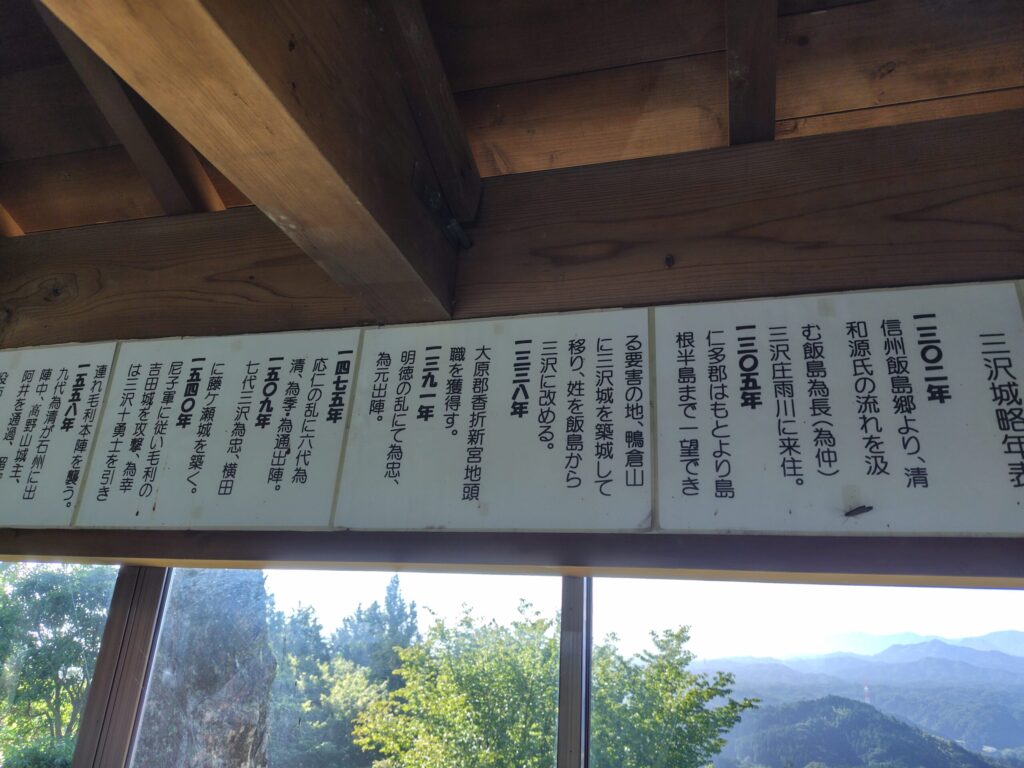 三沢城略年表
一三〇二年
信州飯島郷より、清
和源氏の流れを汲
む飯島為長(為仲)
三沢庄雨川に来住。
一三〇五年
仁多郡はもとより島
根半島まで一望でき
る要害の地、鴨倉山
に三沢城を築城して
移り、姓を飯島から
三沢に改める。
一三三八年
大原郡香折新宮地頭
職を獲得す。
一三九一年
明徳の乱にて為忠、
為元出陣。
一四七五年
応仁の乱に六代為
清、為季、為通出陣。
一五〇九年
七代三沢為忠、横田
に藤ケ瀬城を築く。
一五四〇年
尼子軍に従い毛利の
吉田城を攻撃、為幸
は三沢十勇士を引き
連れ毛利本陣を襲う。
一五五八年
九代為清が石州に出
陣中、高野山城主、
阿井を通過、